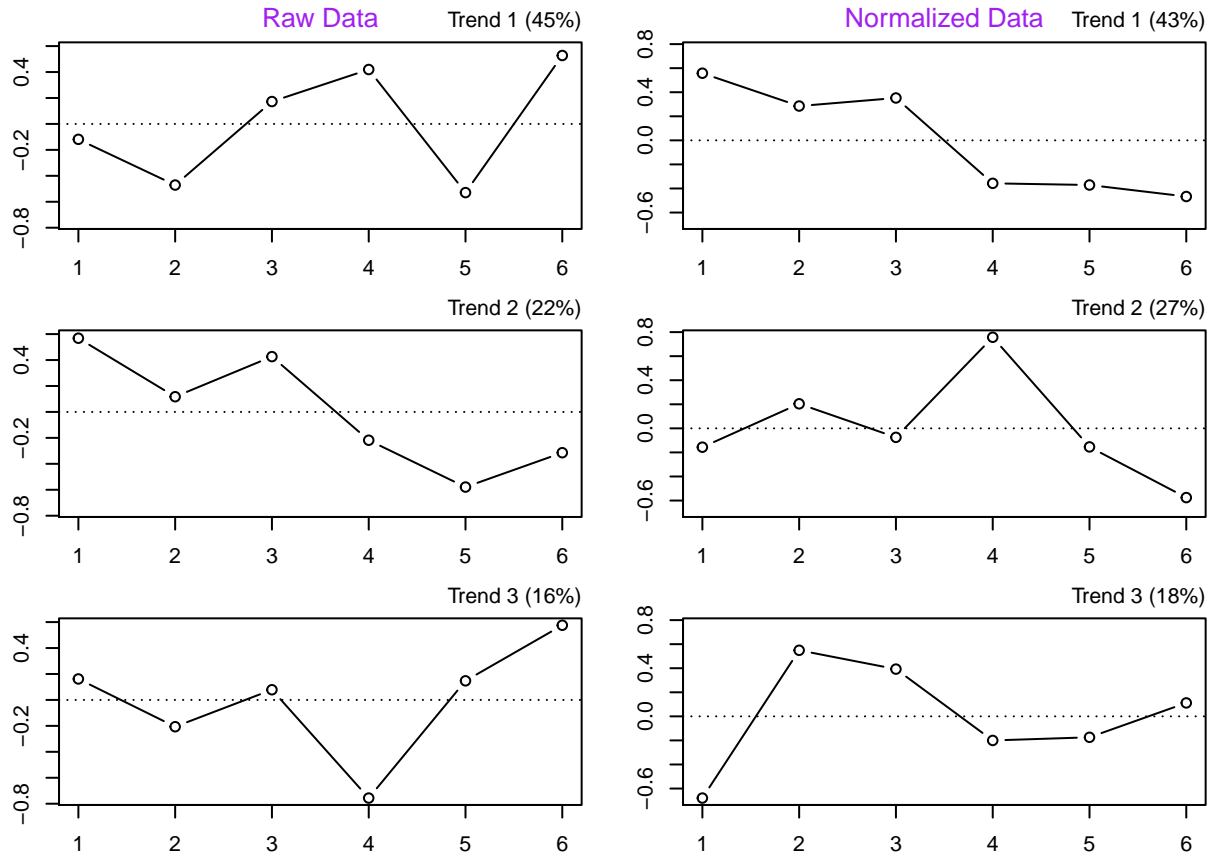 Raw Data
Trend 1 (45%)
0.4
−0.2
−0.8
1 2 3 4 5 6
Normalized Data
Trend 1 (43%)
0.8
0.4
0.0
−0.6
1 2 3 4 5 6
Trend 2 (22%)
0.4
−0.2
−0.8
1 2 3 4 5 6
Trend 2 (27%)
0.8
0.4
0.0
−0.6
1 2 3 4 5 6
Trend 3 (16%)
0.4
−0.2
−0.8
1 2 3 4 5 6
Trend 3 (18%)
0.8
0.4
0.0
−0.6
1 2 3 4 5 6